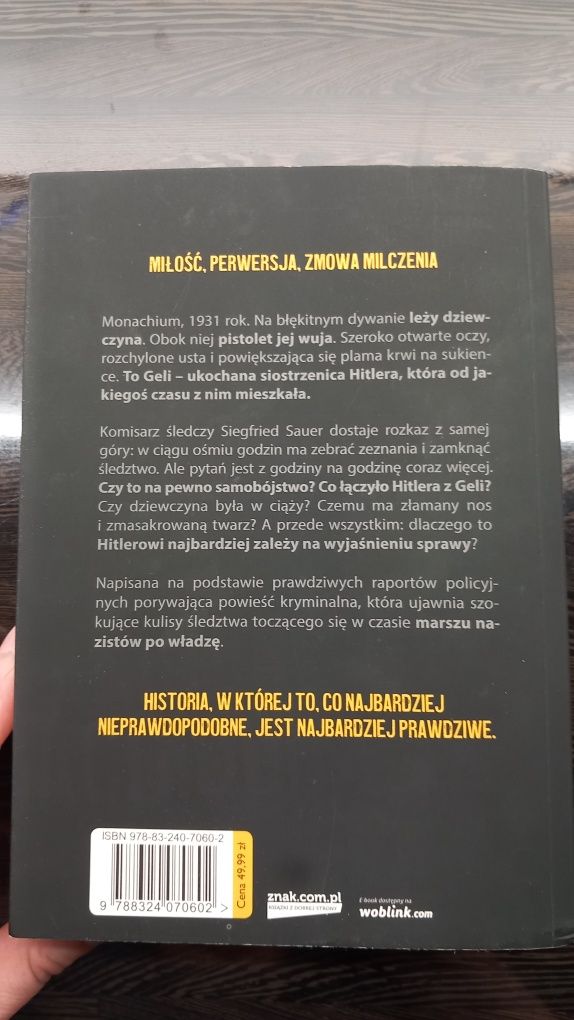 MIŁOŚĆ, PERWERSJA, ZMOWA MILCZENIA
Monachium, 1931 rok. Na błękitnym dywanie leży dziew-
czyna. Obok niej pistolet jej wuja. Szeroko otwarte oczy,
rozchylone usta i powiększająca się plama krwi na sukien-
ce. To Geli – ukochana siostrzenica Hitlera, która od ja-
kiegoś czasu z nim mieszkała.
Komisarz śledczy Siegfried Sauer dostaje rozkaz z samej
góry: w ciągu ośmiu godzin ma zebrać zeznania i zamknąć
śledztwo. Ale pytań jest z godziny na godzinę coraz więcej.
Czy to na pewno samobójstwo? Co łączyło Hitlera z Geli?
Czy dziewczyna była w ciąży? Czemu ma złamany nos
i zmasakrowaną twarz? A przede wszystkim: dlaczego to
Hitlerowi najbardziej zależy na wyjaśnieniu sprawy?
Napisana na podstawie prawdziwych raportów policyj-
nych porywająca powieść kryminalna, która ujawnia szo-
kujące kulisy śledztwa toczącego się w czasie marszu na-
zistów po władzę.
HISTORIA, W KTÓREJ TO, CO NAJBARDZIEJ
NIEPRAWDOPODOBNE, JEST NAJBARDZIEJ PRAWDZIWE.
ISBN 978-83-240-7060-2
9 788324 070602 >
Cena 49,99 zł
znak.com.pl
KSIĄŻKI Z DOBREJ STRONY
E-book dostępny na
woblink.com